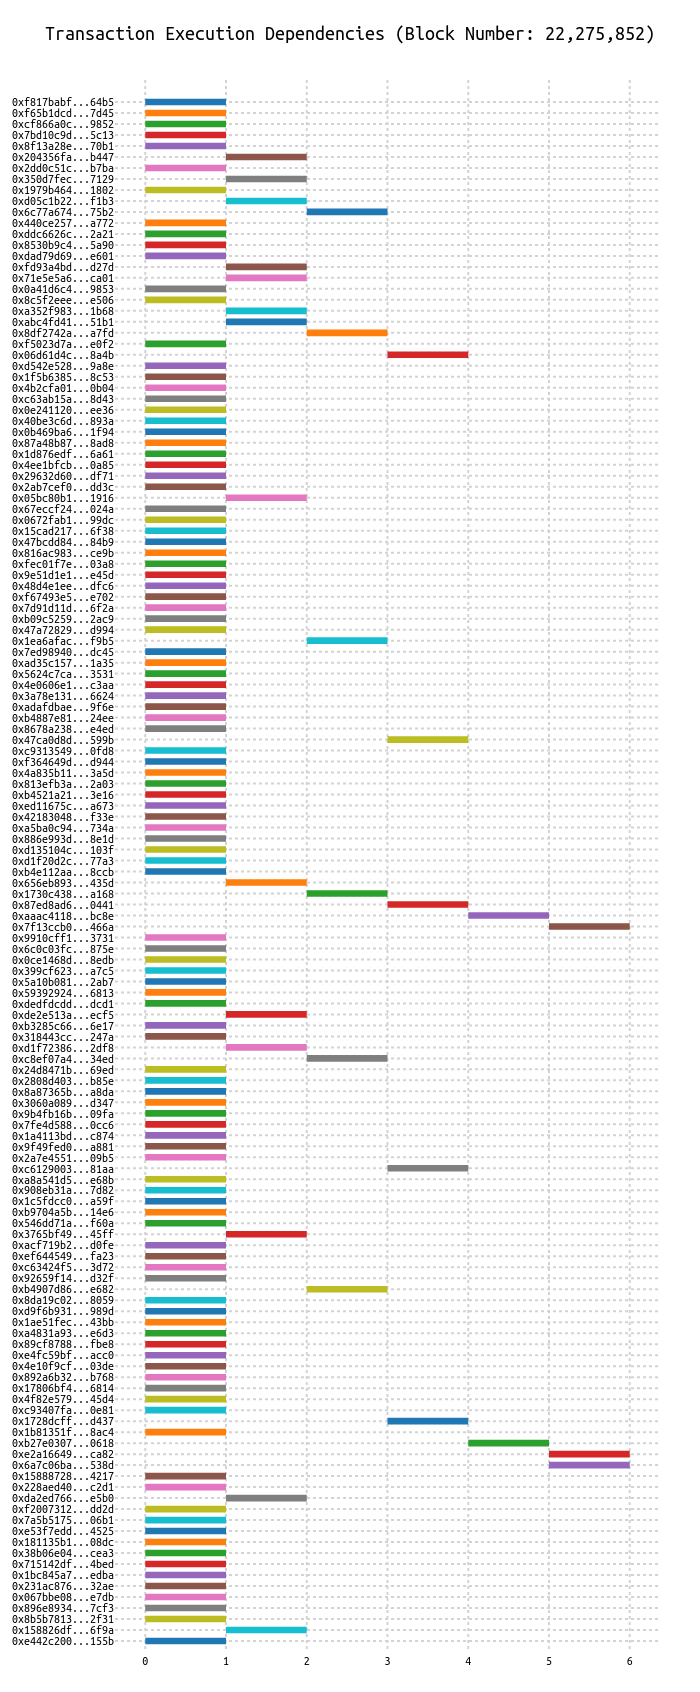 Transaction Execution Dependencies (Block Number: 22,275,852)
0xf817babf...64b5
0xf65b1dcd...7d45
0xcf866a0c...9852
0x7bd10c9d...5c13
0x8f13a28e...70b1
0x204356fa...b447
0x2dd0c51c...b7ba
0x350d7fec...7129
0x1979b464...1802
0xd05c1b22...f1b3
0x6c77a674...75b2
0x440ce257...a772
0xddc6626c...2a21
0x8530b9c4...5a90
0xdad79d69...e601
0xfd93a4bd...d27d
0x71e5e5a6...ca01
0x0a41d6c4...9853
0x8c5f2eee...e506
0xa352f983...1b68
0xabc4fd41...51b1
0x8df2742a...a7fd
0xf5023d7a...e0f2
0x06d61d4c...8a4b
0xd542e528...9a8e
0x1f5b6385...8c53
0x4b2cfa01...0b04
0xc63ab15a...8d43
0x0e241120...ee36
0x40be3c6d...893a
0x0b469ba6...1f94
0x87a48b87...8ad8
0x1d876edf...6a61
0x4ee1bfcb...0a85
0x29632d60...df71
0x2ab7cef0...dd3c
0x05bc80b1...1916
0x67eccf24...024a
0x0672fab1...99dc
0x15cad217...6f38
0x47bcdd84...84b9
0x816ac983...ce9b
0xfec01f7e...03a8
0x9e51d1e1...e45d
0x48d4e1ee...dfc6
0xf67493e5...e702
0x7d91d11d...6f2a
0xb09c5259...2ac9
0x47a72829...d994
0x1ea6afac...f9b5
0x7ed98940...dc45
0xad35c157...1a35
0x5624c7ca...3531
0x4e0606e1...c3aa
0x3a78e131...6624
0xadafdbae...9f6e
0xb4887e81...24ee
0x8678a238...e4ed
0x47ca0d8d...599b
0xc9313549...0fd8
0xf364649d...d944
0x4a835b11...3a5d
0x813efb3a...2a03
0xb4521a21...3e16
0xed11675c...a673
0x42183048...f33e
0xa5ba0c94...734a
0x886e993d...8e1d
0xd135104c...103f
0xd1f20d2c...77a3
0xb4e112aa...8ccb
0x656eb893...435d
0x1730c438...a168
0x87ed8ad6...0441
0xaaac4118...bc8e
0x7f13ccb0...466a
0x9910cff1...3731
0x6c0c03fc...875e
0x0ce1468d...8edb
0x399cf623...a7c5
0x5a10b081...2ab7
0x59392924...6813
0xdedfdcdd...dcd1
0xde2e513a...ecf5
0xb3285c66...6e17
0x318443cc...247a
0xd1f72386...2df8
0xc8ef07a4...34ed
0x24d8471b...69ed
0x2808d403...b85e
0x8a87365b...a8da
0x3060a089...d347
0x9b4fb16b...09fa
0x7fe4d588...0cc6
0x1a4113bd...c874
0x9f49fed0...a881
0x2a7e4551...09b5
0xc6129003...81aa
0xa8a541d5...e68b
0x908eb31a...7d82
0x1c5fdcc0...a59f
0xb9704a5b...14e6
0x546dd71a...f60a
0x3765bf49...45ff
0xacf719b2...d0fe
0xef644549...fa23
0xc63424f5...3d72
0x92659f14...d32f
0xb4907d86...e682
0x8da19c02...8059
0xd9f6b931...989d
0x1ae51fec...43bb
0xa4831a93...e6d3
0x89cf8788...fbe8
0xe4fc59bf...acc0
0x4e10f9cf...03de
0x892a6b32...b768
0x17806bf4...6814
0x4f82e579...45d4
0xc93407fa...0e81
0x1728dcff...d437
0x1b81351f...8ac4
0xb27e0307...0618
0xe2a16649...ca82
0x6a7c06ba...538d
0x15888728...4217
0x228aed40...c2d1
0xda2ed766...e5b0
0xf2007312...dd2d
0x7a5b5175...06b1
0xe53f7edd...4525
0x181135b1...08dc
0x38b06e04...cea3
0x715142df...4bed
0x1bc845a7...edba
0x231ac876...32ae
0x067bbe08...e7db
0x896e8934...7cf3
0x8b5b7813...2f31
0x158826df...6f9a
0xe442c200...155b
0 1 2 3 4 5 6